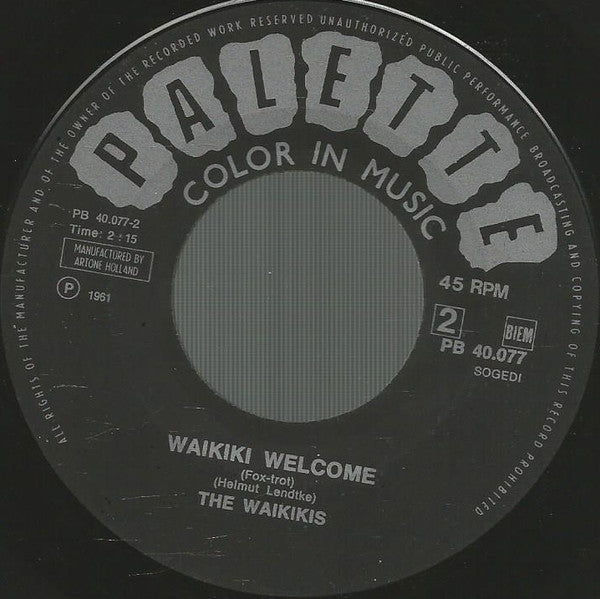 ALL RIGHTS OF THE MANUFACTURER AND OF THE OWNER OF THE RECORDED WORK RESERVED UNAUTHORIZED PUBLIC PERFORMANCE BROADCASTING AND COPYING OF THIS RECORD PROHIBITED
PALETTE
COLOR IN MUSIC
PB 40.077-2
Time: 2:15
MANUFACTURED BY
ARTONE HOLLAND
Ⓟ 1961
45 RPM
2 BIEM
PB 40.077
SOGEDI
WAIKIKI WELCOME
(Fox-trot)
(Helmut Lendtke)
THE WAIKIKIS